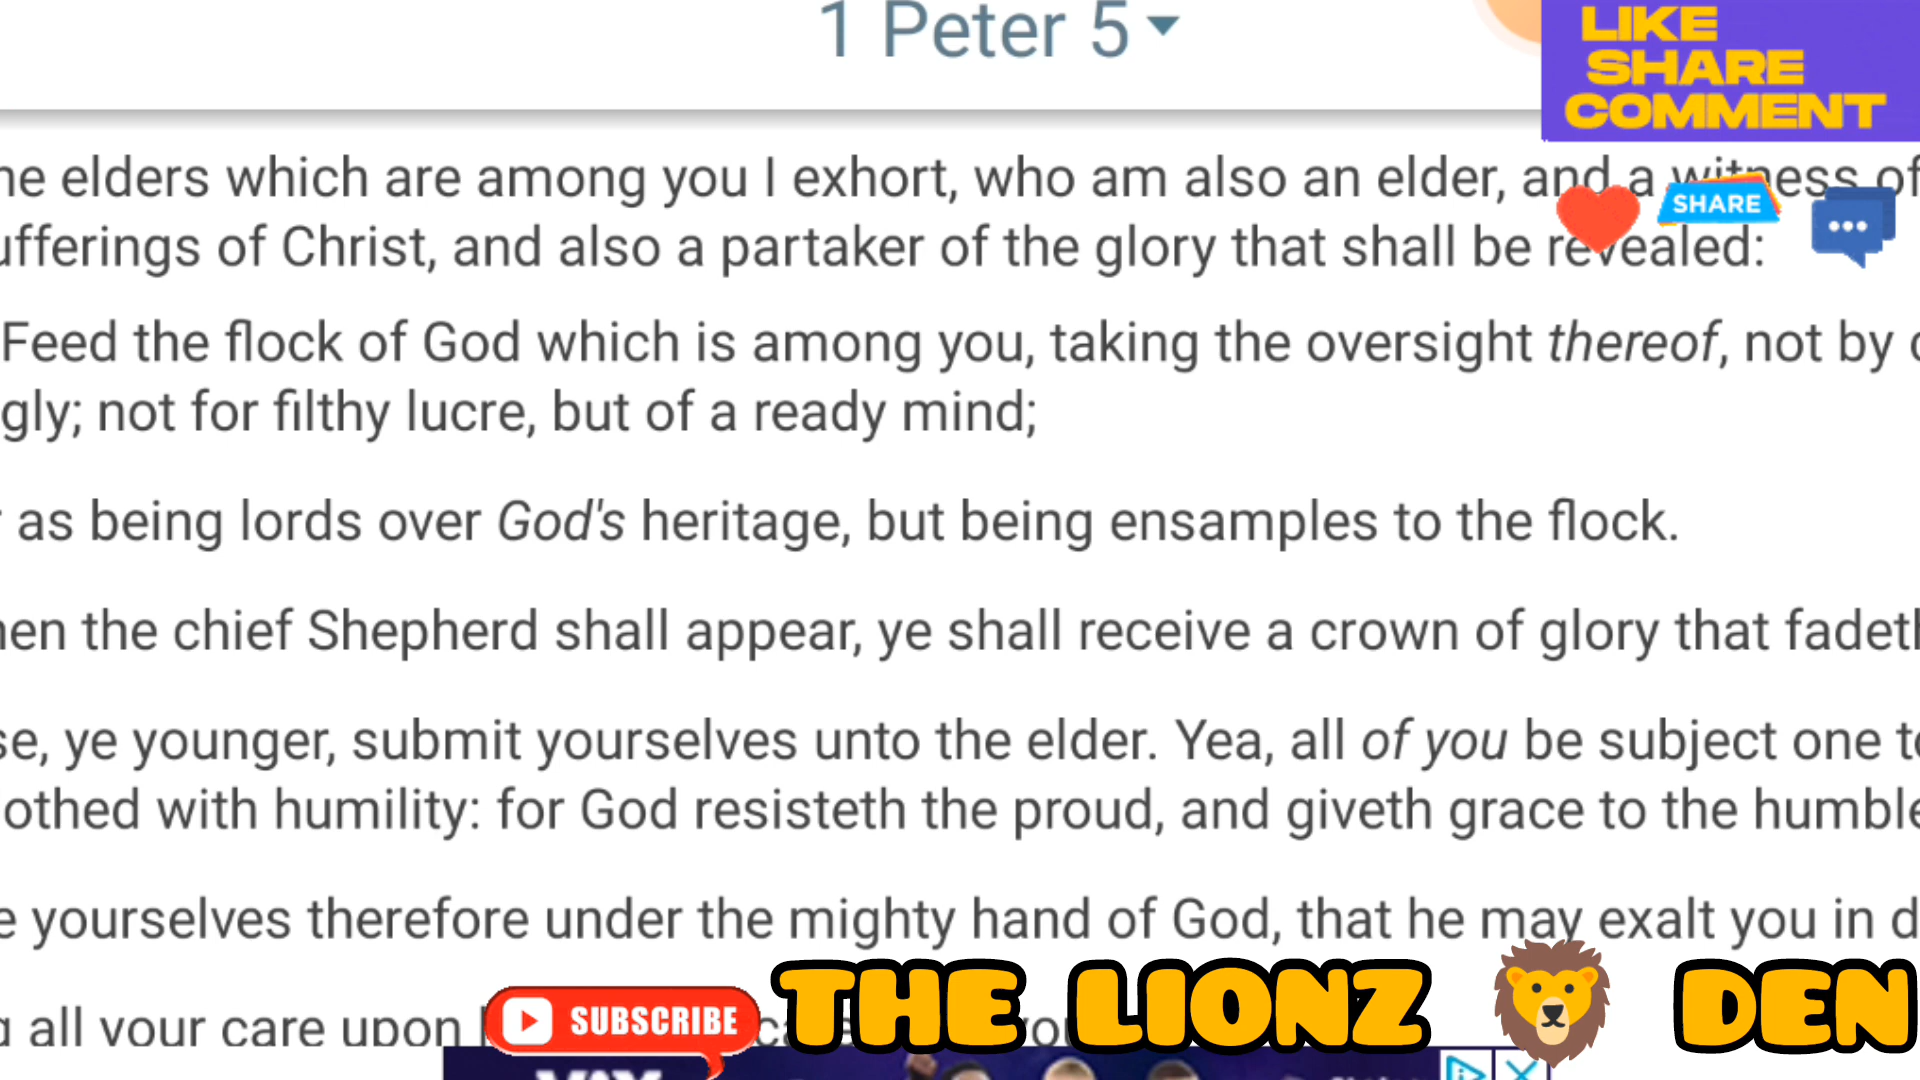 1 Peter 5
LIKE
SHARE
COMMENT
he elders which are among you I exhort, who am also an elder, and a witness of
SHARE
ufferings of Christ, and also a partaker of the glory that shall be revealed:
Feed the flock of God which is among you, taking the oversight thereof, not by
gly; not for filthy lucre, but of a ready mind;
as being lords over God's heritage, but being ensamples to the flock.
hen the chief Shepherd shall appear, ye shall receive a crown of glory that fadeth
se, ye younger, submit yourselves unto the elder. Yea, all of you be subject one to
othed with humility: for God resisteth the proud, and giveth grace to the humble
e yourselves therefore under the mighty hand of God, that he may exalt you in d
g all your care upon
SUBSCRIBE
THE LIONZ DEN